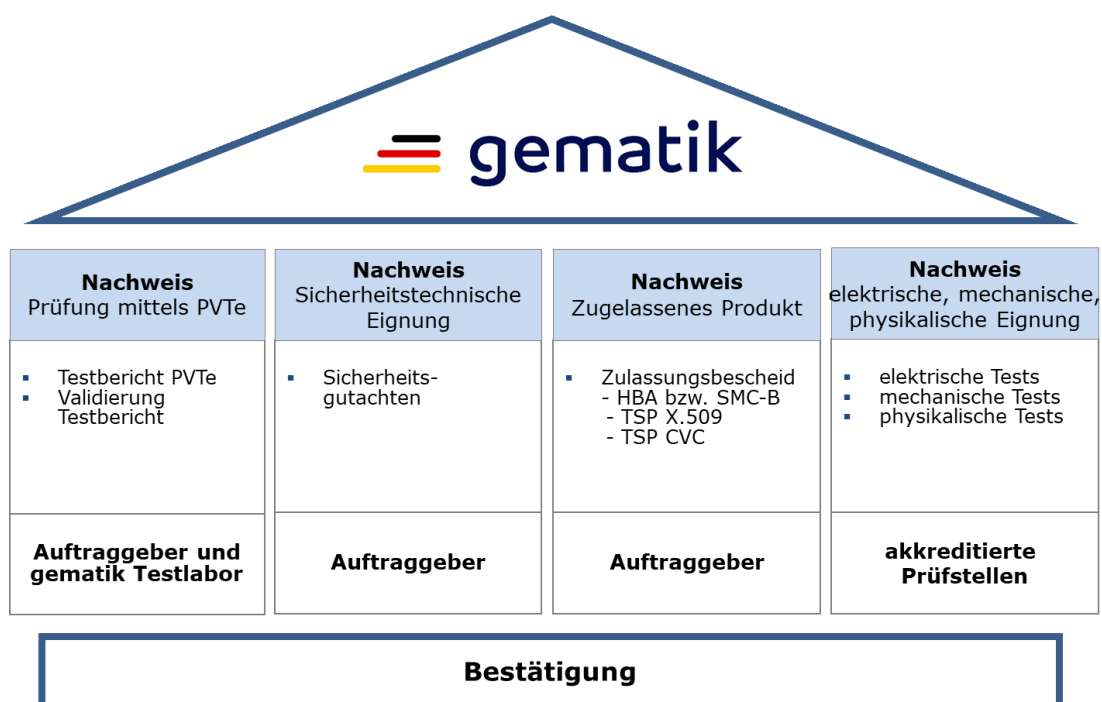 gematik
Nachweis
Prüfung mittels PVTe
▪ Testbericht PVTe
▪ Validierung
Testbericht
Auftraggeber und
gematik Testlabor
Nachweis
Sicherheitstechnische
Eignung
▪ Sicherheits-
gutachten
Auftraggeber
Nachweis
Zugelassenes Produkt
▪ Zulassungsbescheid
- HBA bzw. SMC-B
- TSP X.509
- TSP CVC
Auftraggeber
Nachweis
elektrische, mechanische,
physikalische Eignung
▪ elektrische Tests
▪ mechanische Tests
▪ physikalische Tests
akkreditierte
Prüfstellen
Bestätigung